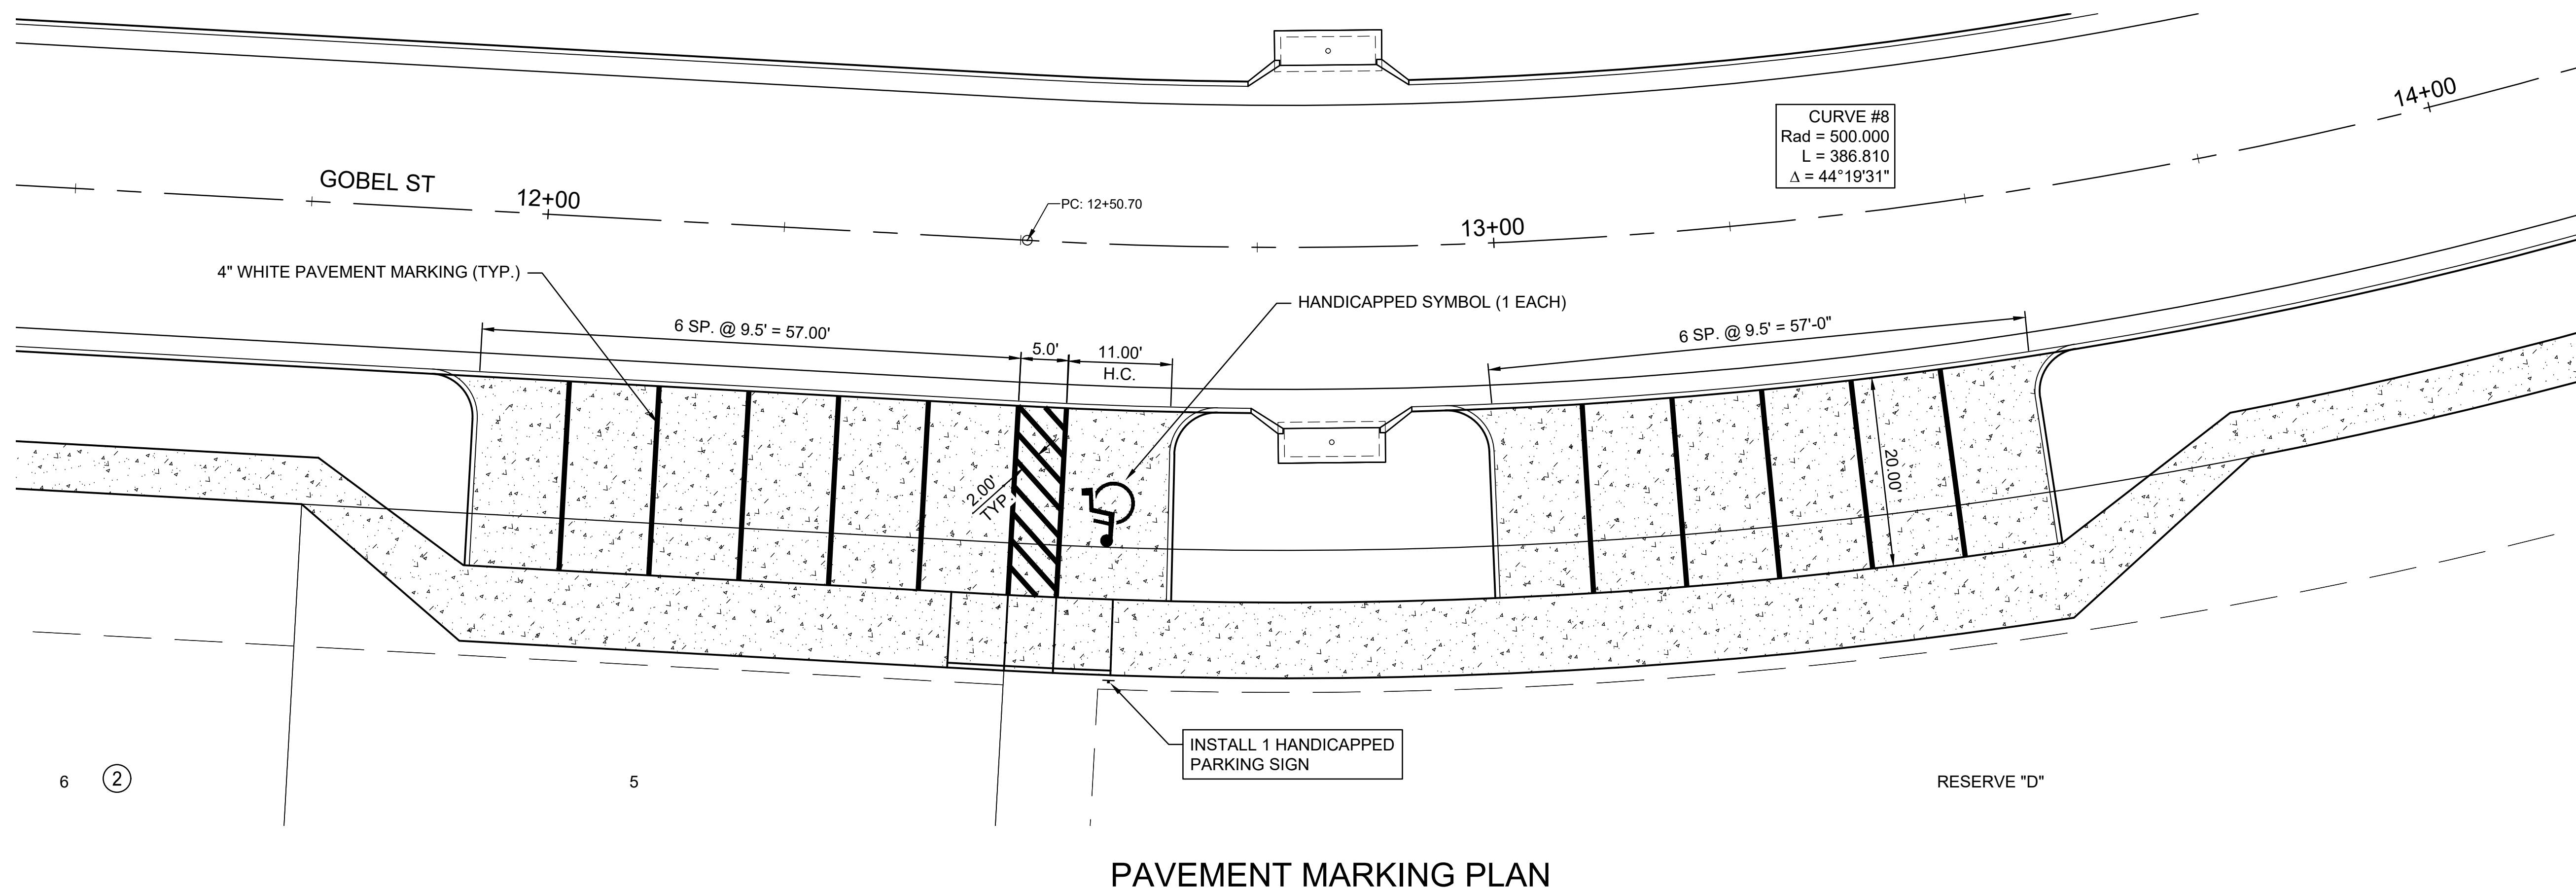 CURVE #8
Rad = 500.000
L = 386.810
Δ = 44°19'31"
14+00
GOBEL ST
12+00
PC: 12+50.70
13+00
4" WHITE PAVEMENT MARKING (TYP.)
HANDICAPPED SYMBOL (1 EACH)
6 SP. @ 9.5' = 57.00'
5.0'
11.00'
H.C.
6 SP. @ 9.5' = 57'-0"
2.00'
TYP.
20.00'
INSTALL 1 HANDICAPPED
PARKING SIGN
6
2
5
RESERVE "D"
PAVEMENT MARKING PLAN